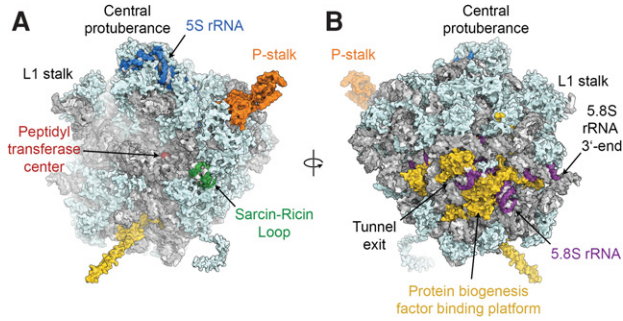 A
Central
protuberance
5S rRNA
P-stalk
L1 stalk
Peptidyl
transferase
center
Sarcin-Ricin
Loop
B
Central
protuberance
P-stalk
L1 stalk
5.8S
rRNA
3'-end
Tunnel
exit
5.8S rRNA
Protein biogenesis
factor binding platform